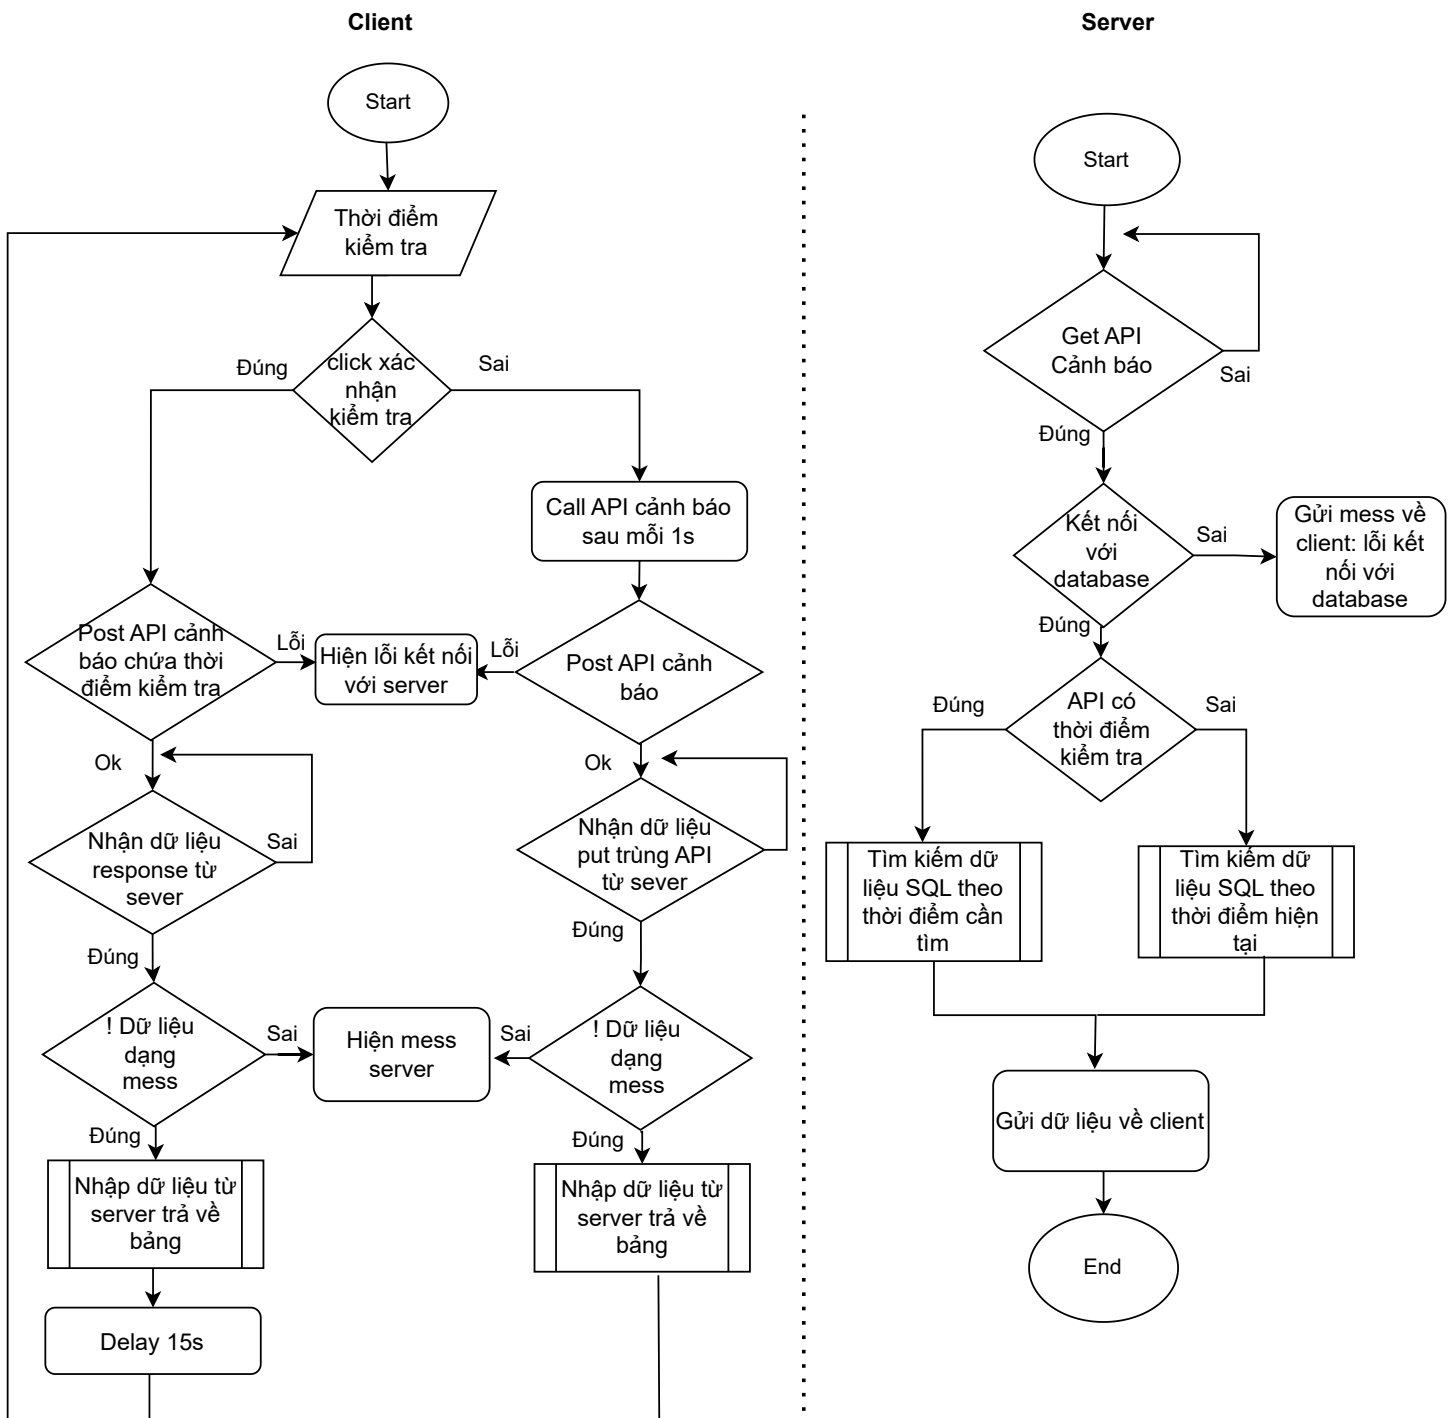 Client
Start
Thời điểm
kiểm tra
Đúng
click xác
nhận
kiểm tra
Sai
Call API cảnh báo
sau mỗi 1s
Post API cảnh
báo chứa thời
điểm kiểm tra
Lỗi
Hiện lỗi kết nối
với server
Lỗi
Post API cảnh
báo
Ok
Ok
Nhận dữ liệu
response từ
sever
Sai
Nhận dữ liệu
put trùng API
từ sever
Đúng
Đúng
! Dữ liệu
dạng
mess
Sai
Hiện mess
server
Sai
! Dữ liệu
dạng
mess
Đúng
Đúng
Nhập dữ liệu từ
server trả về
bảng
Nhập dữ liệu từ
server trả về
bảng
Delay 15s
Server
Start
Get API
Cảnh báo
Sai
Đúng
Kết nối
với
database
Sai
Gửi mess về
client: lỗi kết
nối với
database
Đúng
API có
thời điểm
kiểm tra
Đúng
Sai
Tìm kiếm dữ
liệu SQL theo
thời điểm cần
tìm
Tìm kiếm dữ
liệu SQL theo
thời điểm hiện
tại
Gửi dữ liệu về client
End